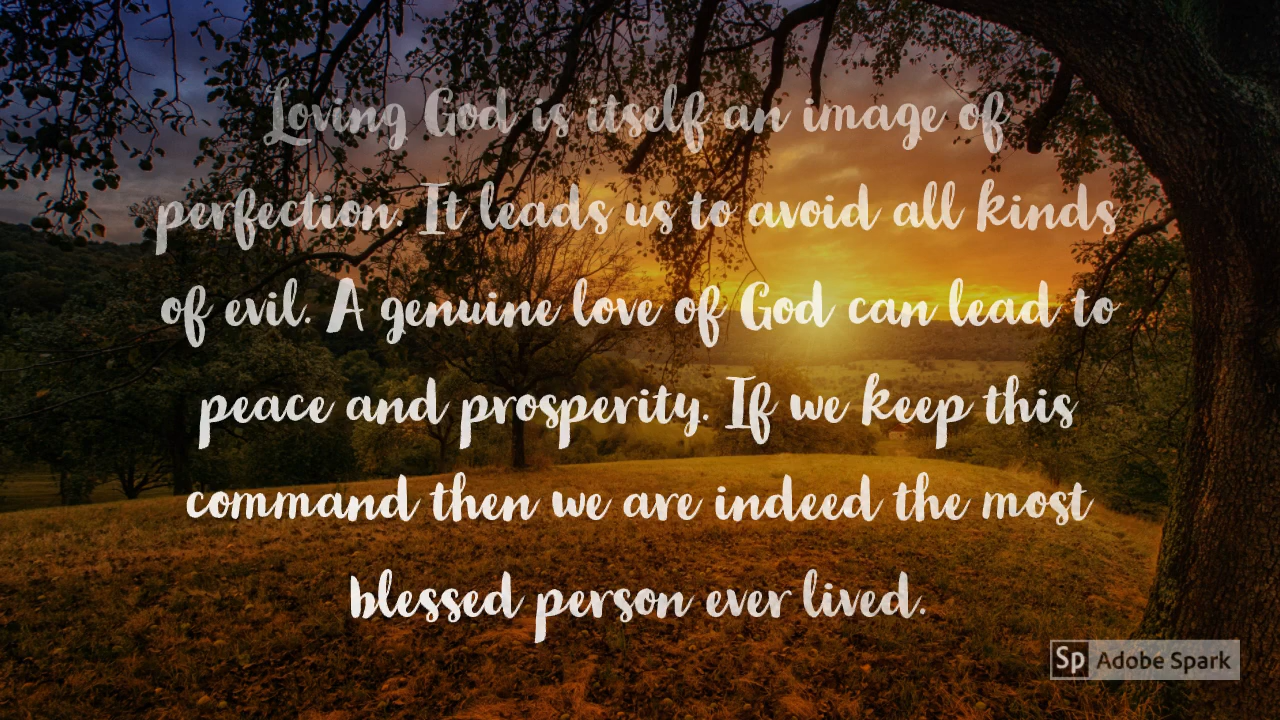 Loving God is itself an image of
perfection. It leads us to avoid all kinds
of evil. A genuine love of God can lead to
peace and prosperity. If we keep this
command then we are indeed the most
blessed person ever lived.
Sp Adobe Spark